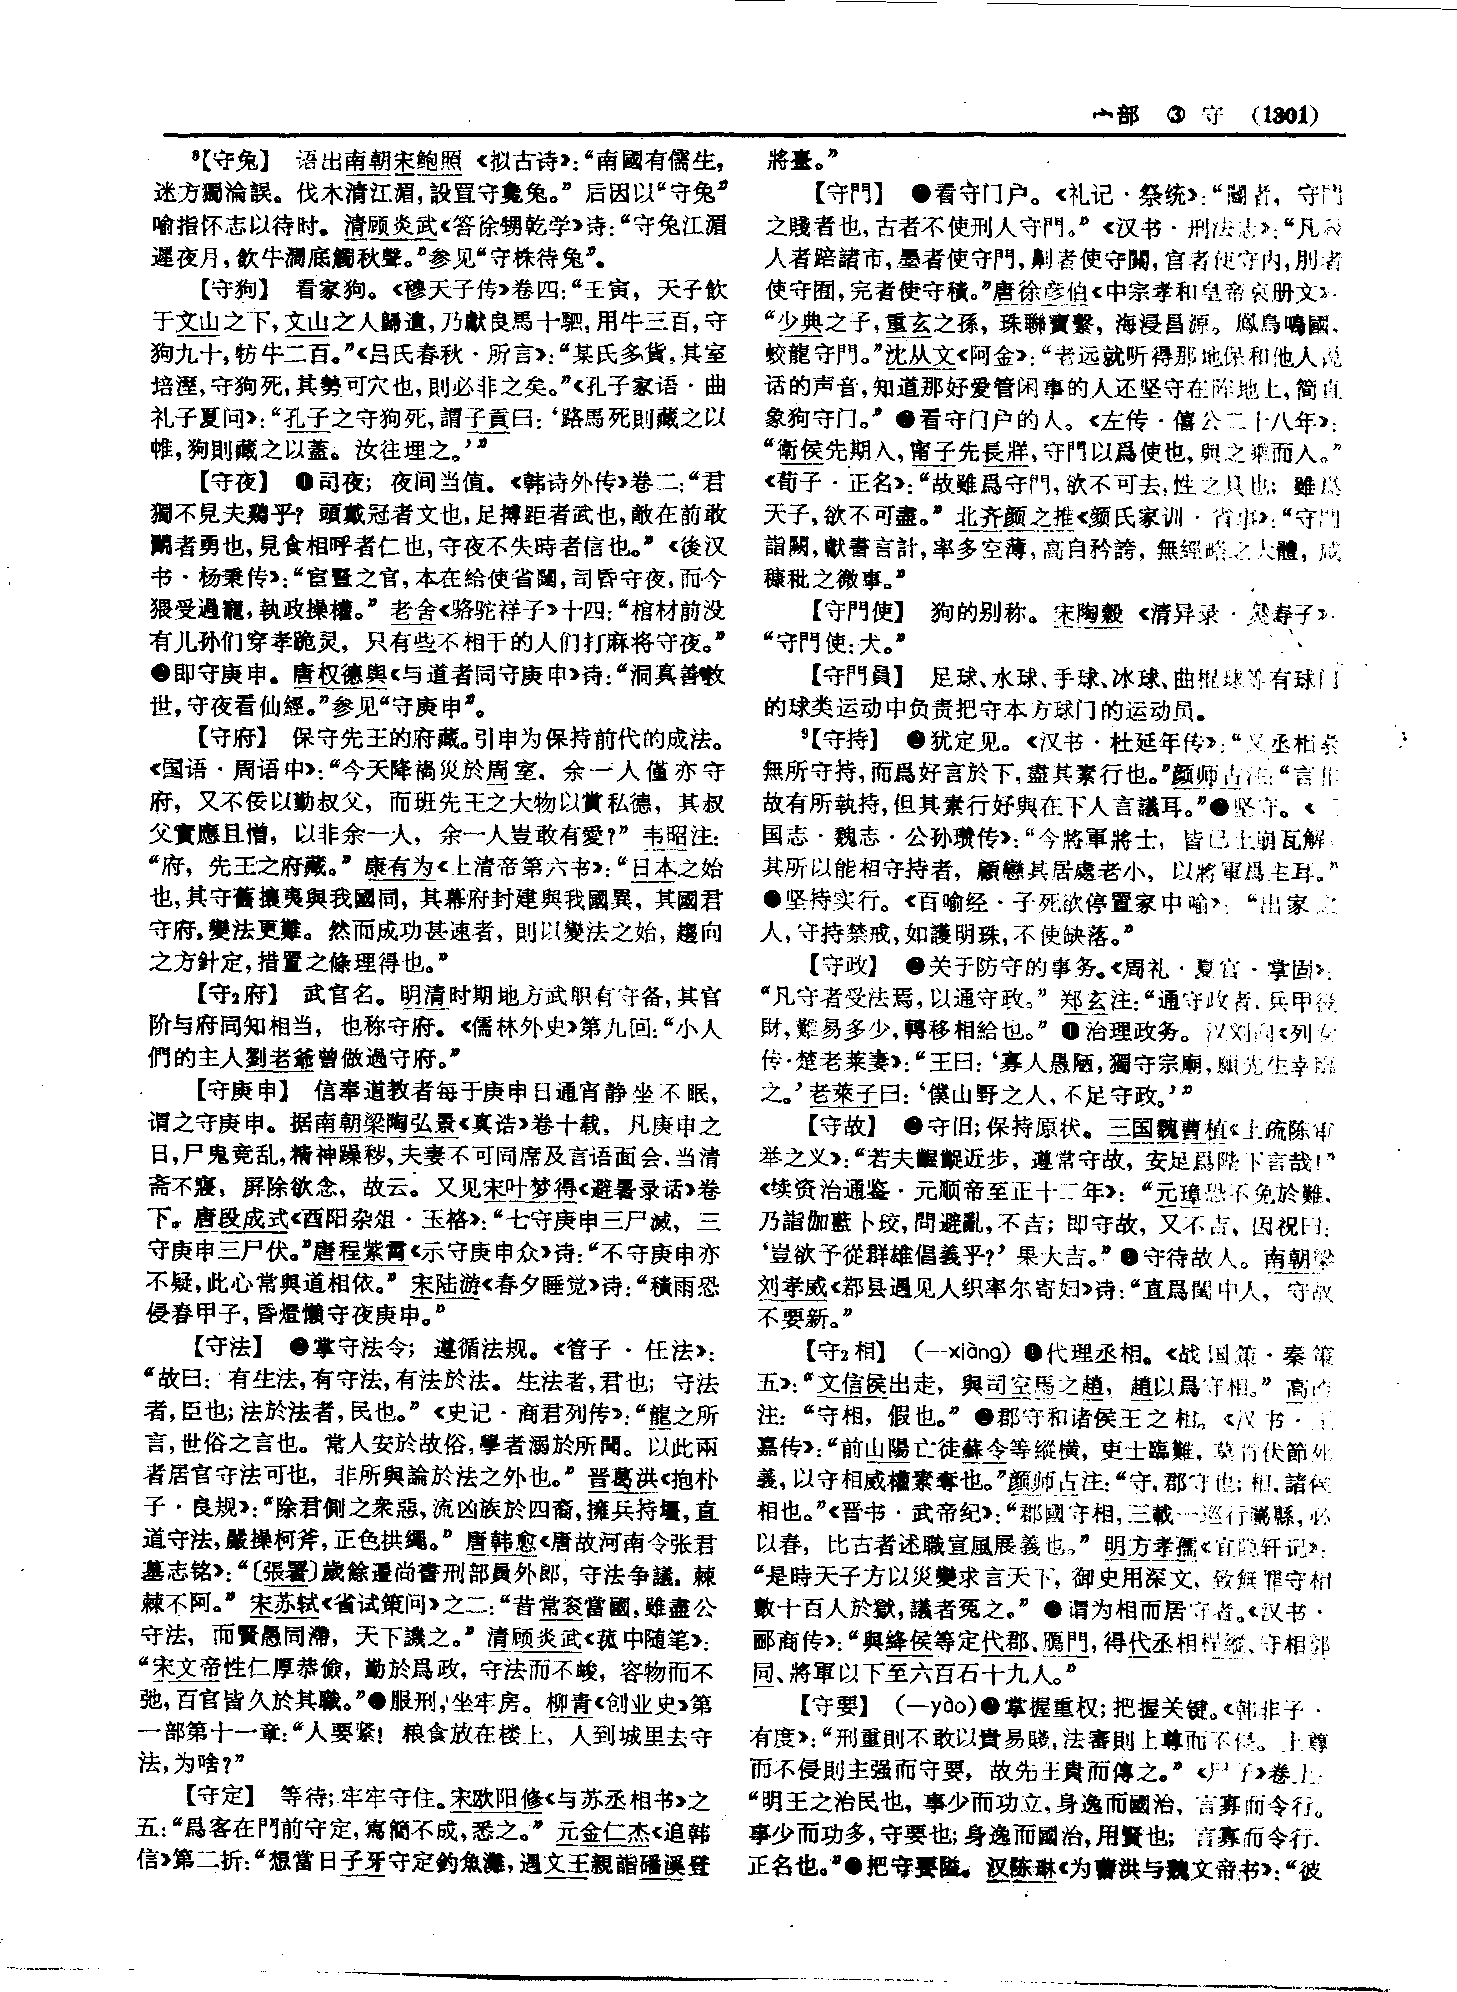 宀部 ③ 守 (1301)
⁸【守兔】 语出南朝宋鲍照《拟古诗》：“南國有儒生，
迷方獨淪誤。伐木清江湄，設罝守毚兔。”后因以“守兔”
喻指怀志以待时。清顾炎武《答徐甥乾学》诗：“守兔江湄
遲夜月，飲牛澗底觸秋聲。”参见“守株待兔”。
【守狗】 看家狗。《穆天子传》卷四：“壬寅，天子飲
于文山之下，文山之人歸遺，乃獻良馬十駟，用牛三百，守
狗九十，牥牛二百。”《吕氏春秋·所言》：“某氏多貨，其室
培溼，守狗死，其勢可穴也，則必非之矣。”《孔子家语·曲
礼子夏问》：“孔子之守狗死，謂子貢曰：‘路馬死則藏之以
帷，狗則藏之以蓋。汝往埋之。’”
【守夜】 ❶司夜；夜间当值。《韩诗外传》卷二：“君
獨不見夫鷄乎？頭戴冠者文也，足搏距者武也，敵在前敢
鬭者勇也，見食相呼者仁也，守夜不失時者信也。”《後汉
书·杨秉传》：“宦豎之官，本在給使省闥，司昏守夜，而今
猥受過寵，執政操權。”老舍《骆驼祥子》十四：“棺材前没
有儿孙们穿孝跪灵，只有些不相干的人们打麻将守夜。”
❷即守庚申。唐权德舆《与道者同守庚申》诗：“洞真善救
世，守夜看仙經。”参见“守庚申”。
【守府】 保守先王的府藏。引申为保持前代的成法。
《国语·周语中》：“今天降禍災於周室，余一人僅亦守
府，又不佞以勤叔父，而班先王之大物以賞私德，其叔
父實應且憎，以非余一人，余一人豈敢有愛？”韦昭注：
“府，先王之府藏。”康有为《上清帝第六书》：“日本之始
也，其守舊攘夷與我國同，其幕府封建與我國異，其國君
守府，變法更難。然而成功甚速者，則以變法之始，趨向
之方針定，措置之條理得也。”
【守₂府】 武官名。明清时期地方武职有守备，其官
阶与府同知相当，也称守府。《儒林外史》第九回：“小人
們的主人劉老爺曾做過守府。”
【守庚申】 信奉道教者每于庚申日通宵静坐不眠，
谓之守庚申。据南朝梁陶弘景《真诰》卷十载，凡庚申之
日，尸鬼竞乱，精神躁秽，夫妻不可同席及言语面会，当清
斋不寢，屏除欲念，故云。又见宋叶梦得《避暑录话》卷
下。唐段成式《酉阳杂俎·玉格》：“七守庚申三尸滅，三
守庚申三尸伏。”唐程紫霄《示守庚申众》诗：“不守庚申亦
不疑，此心常與道相依。”宋陆游《春夕睡觉》诗：“積雨恐
侵春甲子，昏燈懶守夜庚申。”
【守法】 ❶掌守法令；遵循法规。《管子·任法》：
“故曰：有生法，有守法，有法於法。生法者，君也；守法
者，臣也；法於法者，民也。”《史记·商君列传》：“龍之所
言，世俗之言也。常人安於故俗，學者溺於所聞。以此兩
者居官守法可也，非所與論於法之外也。”晋葛洪《抱朴
子·良规》：“除君側之衆惡，流凶族於四裔，擁兵持壃，直
道守法，嚴操柯斧，正色拱繩。”唐韩愈《唐故河南令张君
墓志铭》：“〔張署〕歲餘遷尚書刑部員外郎，守法争議，棘
棘不阿。”宋苏轼《省试策问》之二：“昔常衮當國，雖盡公
守法，而賢愚同滯，天下譏之。”清顾炎武《菰中随笔》：
“宋文帝性仁厚恭儉，勤於爲政，守法而不峻，容物而不
弛，百官皆久於其職。”❷服刑，坐牢房。柳青《创业史》第
一部第十一章：“人要紧！粮食放在楼上，人到城里去守
法，为啥？”
【守定】 等待；牢牢守住。宋欧阳修《与苏丞相书》之
五：“爲客在門前守定，寫簡不成，悉之。”元金仁杰《追韩
信》第二折：“想當日子牙守定釣魚灘，遇文王親詣磻溪登
將臺。”
【守門】 ❶看守门户。《礼记·祭统》：“閽者，守門
之賤者也，古者不使刑人守門。”《汉书·刑法志》：“凡殺
人者踣諸市，墨者使守門，劓者使守關，宫者使守内，刖者
使守囿，完者使守積。”唐徐彦伯《中宗孝和皇帝哀册文》：
“少典之子，重玄之孫，珠聯寶繫，海浸昌源。鳳鳥鳴國，
蛟龍守門。”沈从文《阿金》：“老远就听得那地保和他人说
话的声音，知道那好爱管闲事的人还坚守在阵地上，简直
象狗守门。”❷看守门户的人。《左传·僖公二十八年》：
“衛侯先期入，甯子先長牂，守門以爲使也，與之乘而入。”
《荀子·正名》：“故雖爲守門，欲不可去，性之具也；雖爲
天子，欲不可盡。”北齐颜之推《颜氏家训·省事》：“守門
詣闕，獻書言計，率多空薄，高自矜誇，無經略之大體，咸
糠粃之微事。”
【守門使】 狗的别称。宋陶穀《清异录·兽寿子》：
“守門使：犬。”
【守門員】 足球、水球、手球、冰球、曲棍球等有球门
的球类运动中负责把守本方球门的运动员。
⁹【守持】 ❶犹定见。《汉书·杜延年传》：“又丞相素
無所守持，而爲好言於下，盡其素行也。”颜师古注：“言非
故有所執持，但其素行好與在下人言議耳。”❷坚守。《三
国志·魏志·公孙瓒传》：“今將軍將士，皆已土崩瓦解，
其所以能相守持者，顧戀其居處老小，以將軍爲主耳。”
❸坚持实行。《百喻经·子死欲停置家中喻》：“出家之
人，守持禁戒，如護明珠，不使缺落。”
【守政】 ❶关于防守的事务。《周礼·夏官·掌固》：
“凡守者受法焉，以通守政。”郑玄注：“通守政者，兵甲役
財，難易多少，轉移相給也。”❷治理政务。汉刘向《列女
传·楚老莱妻》：“王曰：‘寡人愚陋，獨守宗廟，願先生幸臨
之。’老萊子曰：‘僕山野之人，不足守政。’”
【守故】 ❶守旧；保持原状。三国魏曹植《上疏陈审
举之义》：“若夫齷齪近步，遵常守故，安足爲陛下言哉！”
《续资治通鉴·元顺帝至正十二年》：“元璋恐不免於難，
乃詣伽藍卜珓，問避亂，不吉；即守故，又不吉，因祝曰：
‘豈欲予從群雄倡義乎？’果大吉。”❷守待故人。南朝梁
刘孝威《鄀县遇见人织率尔寄妇》诗：“直爲閨中人，守故
不要新。”
【守₂相】 （—xiàng）❶代理丞相。《战国策·秦策
五》：“文信侯出走，與司空馬之趙，趙以爲守相。”高诱
注：“守相，假也。”❷郡守和诸侯王之相。《汉书·王
嘉传》：“前山陽亡徒蘇令等縱横，吏士臨難，莫肯伏節死
義，以守相威權素奪也。”颜师古注：“守，郡守也；相，諸侯
相也。”《晋书·武帝纪》：“郡國守相，三載一巡行屬縣，必
以春，比古者述職宣風展義也。”明方孝孺《宜隐轩记》：
“是時天子方以災變求言天下，御史用深文，致無罪守相
數十百人於獄，議者冤之。”❸谓为相而居守者。《汉书·
郦商传》：“與絳侯等定代郡、鴈門，得代丞相程縱、守相郭
同、將軍以下至六百石十九人。”
【守要】 （—yào）❶掌握重权；把握关键。《韩非子·
有度》：“刑重則不敢以貴易賤，法審則上尊而不侵。上尊
而不侵則主强而守要，故先王貴而傳之。”《尸子》卷上：
“明王之治民也，事少而功立，身逸而國治，言寡而令行。
事少而功多，守要也；身逸而國治，用賢也；言寡而令行，
正名也。”❷把守要隘。汉陈琳《为曹洪与魏文帝书》：“彼